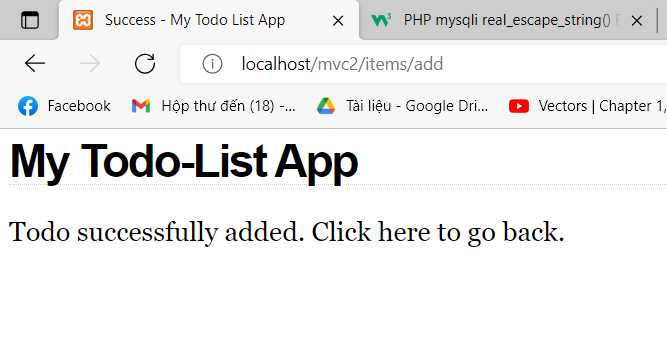 Success - My Todo List App
PHP mysqli real_escape_string()
localhost/mvc2/items/add
Facebook
Hộp thư đến (18) -...
Tài liệu - Google Dri...
Vectors | Chapter 1,
My Todo-List App
Todo successfully added. Click here to go back.